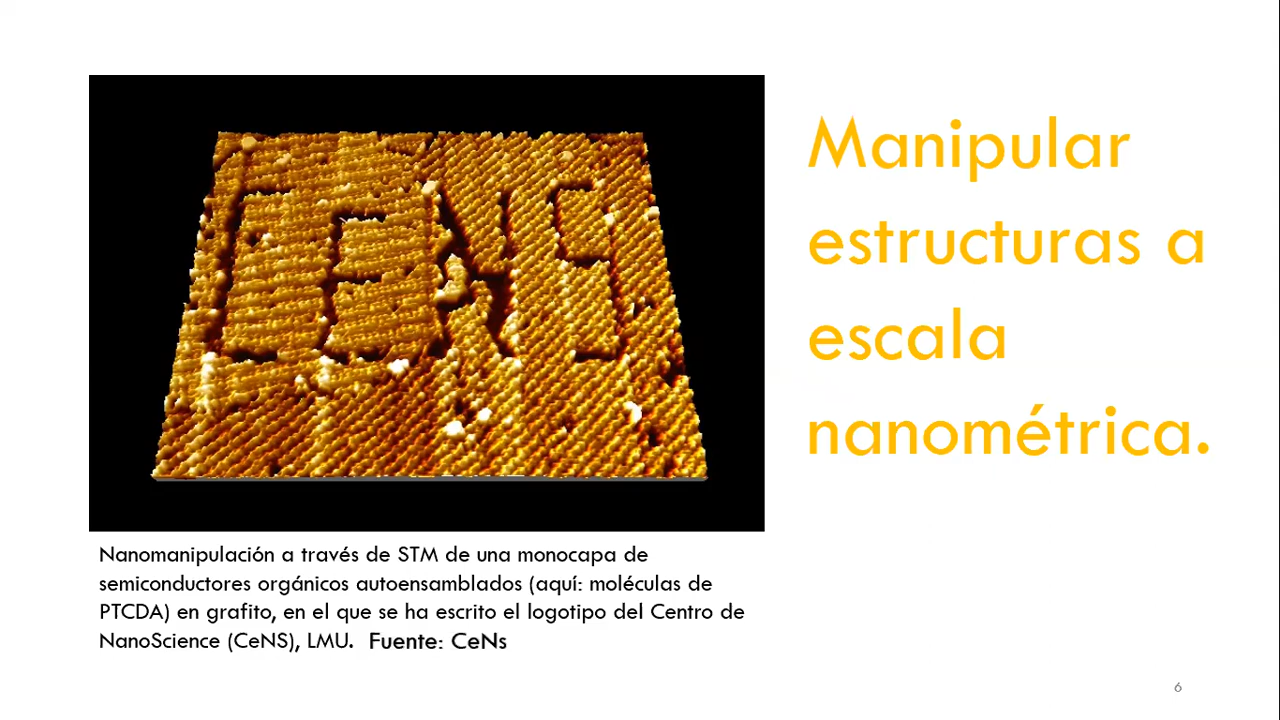 CENS
Manipular
estructuras a
escala
nanométrica.
Nanomanipulación a través de STM de una monocapa de
semiconductores orgánicos autoensamblados (aquí: moléculas de
PTCDA) en grafito, en el que se ha escrito el logotipo del Centro de
NanoScience (CeNS), LMU. Fuente: CeNs
6